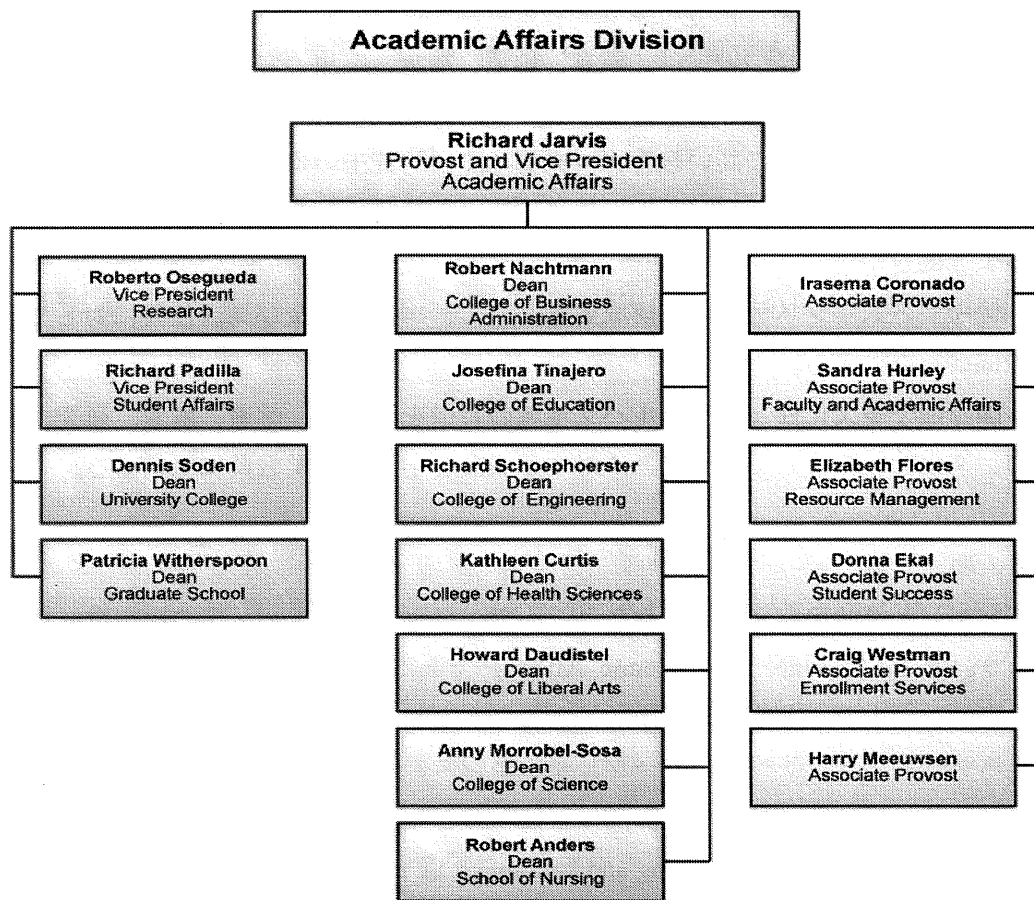 Academic Affairs Division
Richard Jarvis
Provost and Vice President
Academic Affairs
Roberto Osegueda
Vice President
Research
Richard Padilla
Vice President
Student Affairs
Dennis Soden
Dean
University College
Patricia Witherspoon
Dean
Graduate School
Robert Nachtmann
Dean
College of Business
Administration
Josefina Tinajero
Dean
College of Education
Richard Schoephoerster
Dean
College of Engineering
Kathleen Curtis
Dean
College of Health Sciences
Howard Daudistel
Dean
College of Liberal Arts
Anny Morrobel-Sosa
Dean
College of Science
Robert Anders
Dean
School of Nursing
Irasema Coronado
Associate Provost
Sandra Hurley
Associate Provost
Faculty and Academic Affairs
Elizabeth Flores
Associate Provost
Resource Management
Donna Ekal
Associate Provost
Student Success
Craig Westman
Associate Provost
Enrollment Services
Harry Meeuwsen
Associate Provost